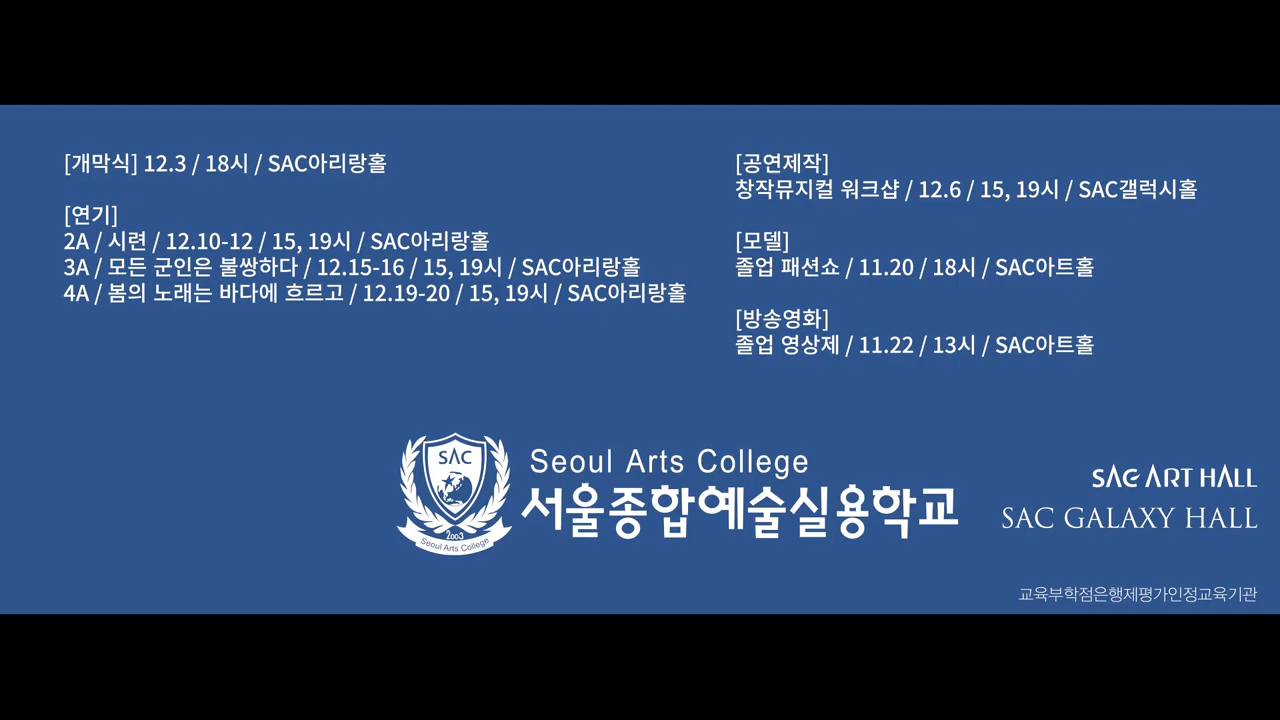 [개막식] 12.3 / 18시 / SAC아리랑홀
[연기]
2A / 시련 / 12.10-12 / 15, 19시 / SAC아리랑홀
3A / 모든 군인은 불쌍하다 / 12.15-16 / 15, 19시 / SAC아리랑홀
4A / 봄의 노래는 바다에 흐르고 / 12.19-20 / 15, 19시 / SAC아리랑홀
[공연제작]
창작뮤지컬 워크샵 / 12.6 / 15, 19시 / SAC갤럭시홀
[모델]
졸업 패션쇼 / 11.20 / 18시 / SAC아트홀
[방송영화]
졸업 영상제 / 11.22 / 13시 / SAC아트홀
SAC
2003
Seoul Arts College
Seoul Arts College
서울종합예술실용학교
SAC ART HALL
SAC GALAXY HALL
교육부학점은행제평가인정교육기관